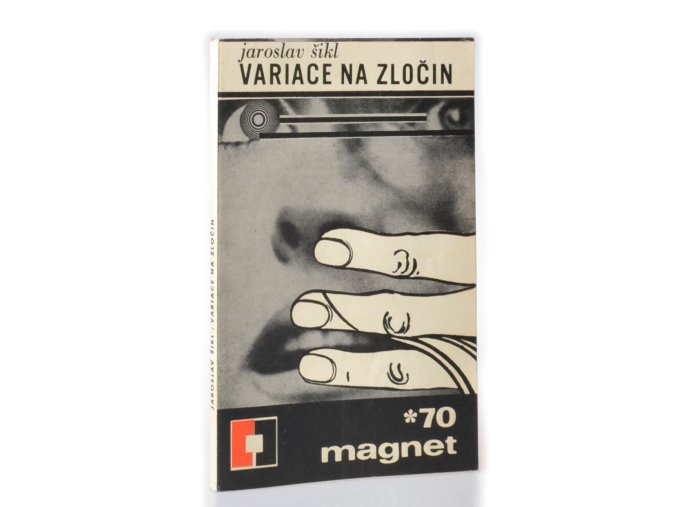 jaroslav šikl
VARIACE NA ZLOČIN
*70
magnet
JAROSLAV ŠIKL / VARIACE NA ZLOČIN